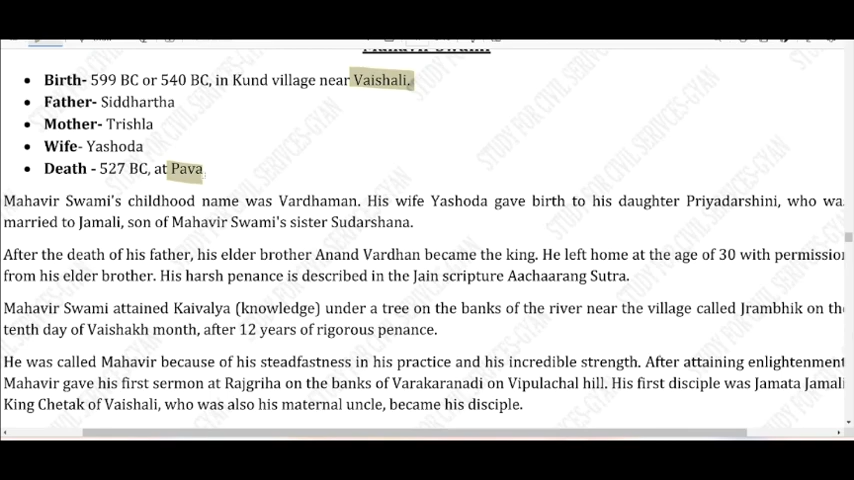 Mahavir Swami
• Birth- 599 BC or 540 BC, in Kund village near Vaishali.
• Father- Siddhartha
• Mother- Trishla
• Wife- Yashoda
• Death - 527 BC, at Pava
Mahavir Swami's childhood name was Vardhaman. His wife Yashoda gave birth to his daughter Priyadarshini, who wa
married to Jamali, son of Mahavir Swami's sister Sudarshana.
After the death of his father, his elder brother Anand Vardhan became the king. He left home at the age of 30 with permission
from his elder brother. His harsh penance is described in the Jain scripture Aachaarang Sutra.
Mahavir Swami attained Kaivalya (knowledge) under a tree on the banks of the river near the village called Jrambhik on th
tenth day of Vaishakh month, after 12 years of rigorous penance.
He was called Mahavir because of his steadfastness in his practice and his incredible strength. After attaining enlightenment
Mahavir gave his first sermon at Rajgriha on the banks of Varakaranadi on Vipulachal hill. His first disciple was Jamata Jamali
King Chetak of Vaishali, who was also his maternal uncle, became his disciple.
STUDY FOR CIVIL SERIVCES-GYAN